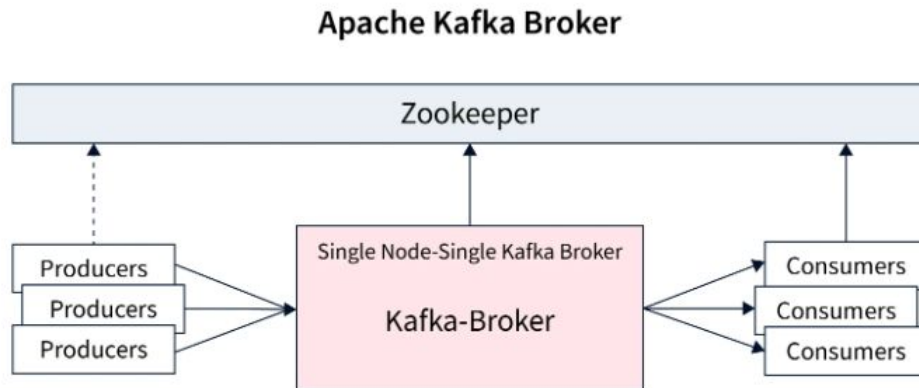 Apache Kafka Broker
Zookeeper
Single Node-Single Kafka Broker
Kafka-Broker
Producers
Producers
Producers
Consumers
Consumers
Consumers